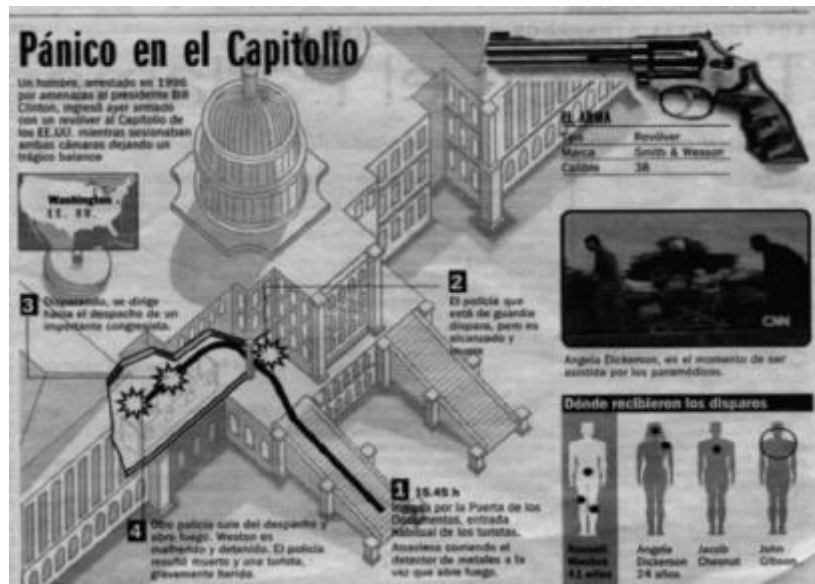 Pánico en el Capitolio
Un hombre, arrestado en 1996
por amenazas al presidente Bill
Clinton, ingresó ayer armado
con un revólver al Capitolio de
los EE.UU. mientras sesionaban
ambas cámaras dejando un
trágico balance
Washington
EE. UU.
EL ARMA
Tipo Revólver
Marca Smith & Wesson
Calibre 38
CNN
Angela Dickerson, en el momento de ser
asistida por los paramédicos.
3 Disparando, se dirige
hacia el despacho de un
importante congresista.
2
El policía que
está de guardia
dispara, pero es
alcanzado y
muere
1 15.45 h
Ingresa por la Puerta de los
Documentos, entrada
habitual de los turistas.
Atraviesa corriendo el
detector de metales a la
vez que abre fuego.
4 Otro policía sale del despacho y
abre fuego. Weston es
malherido y detenido. El policía
resultó muerto y una turista,
gravemente herida.
Dónde recibieron los disparos
Russell
Weston
41 años
Angela
Dickerson
24 años
Jacob
Chesnut
John
Gibson